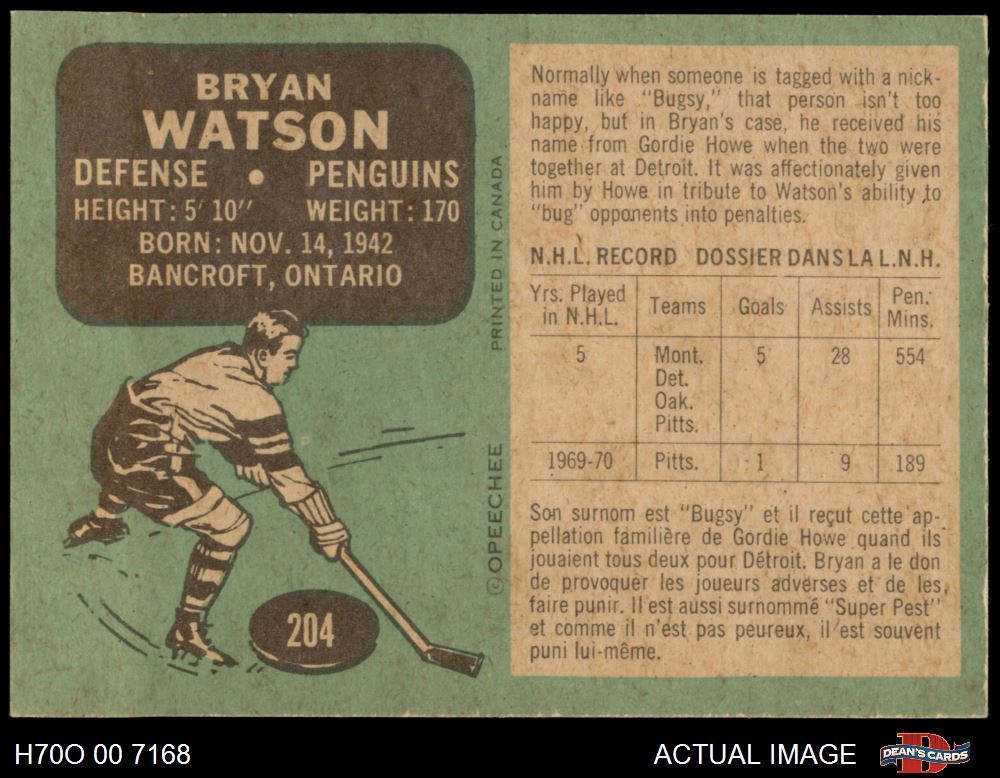 BRYAN
WATSON
DEFENSE • PENGUINS
HEIGHT: 5' 10" WEIGHT: 170
BORN: NOV. 14, 1942
BANCROFT, ONTARIO
204
©OPEECHEE PRINTED IN CANADA
Normally when someone is tagged with a nick-
name like "Bugsy," that person isn't too
happy, but in Bryan's case, he received his
name from Gordie Howe when the two were
together at Detroit. It was affectionately given
him by Howe in tribute to Watson's ability to
"bug" opponents into penalties.
N.H.L. RECORD DOSSIER DANS LA L.N.H.
Yrs. Played in N.H.L. Teams Goals Assists Pen. Mins.
5 Mont. 5 28 554
Det.
Oak.
Pitts.
1969-70 Pitts. 1 9 189
Son surnom est "Bugsy" et il reçut cette ap-
pellation familière de Gordie Howe quand ils
jouaient tous deux pour Détroit. Bryan a le don
de provoquer les joueurs adverses et de les
faire punir. Il est aussi surnommé "Super Pest"
et comme il n'est pas peureux, il est souvent
puni lui-même.
H70O 00 7168
ACTUAL IMAGE
DEAN'S CARDS